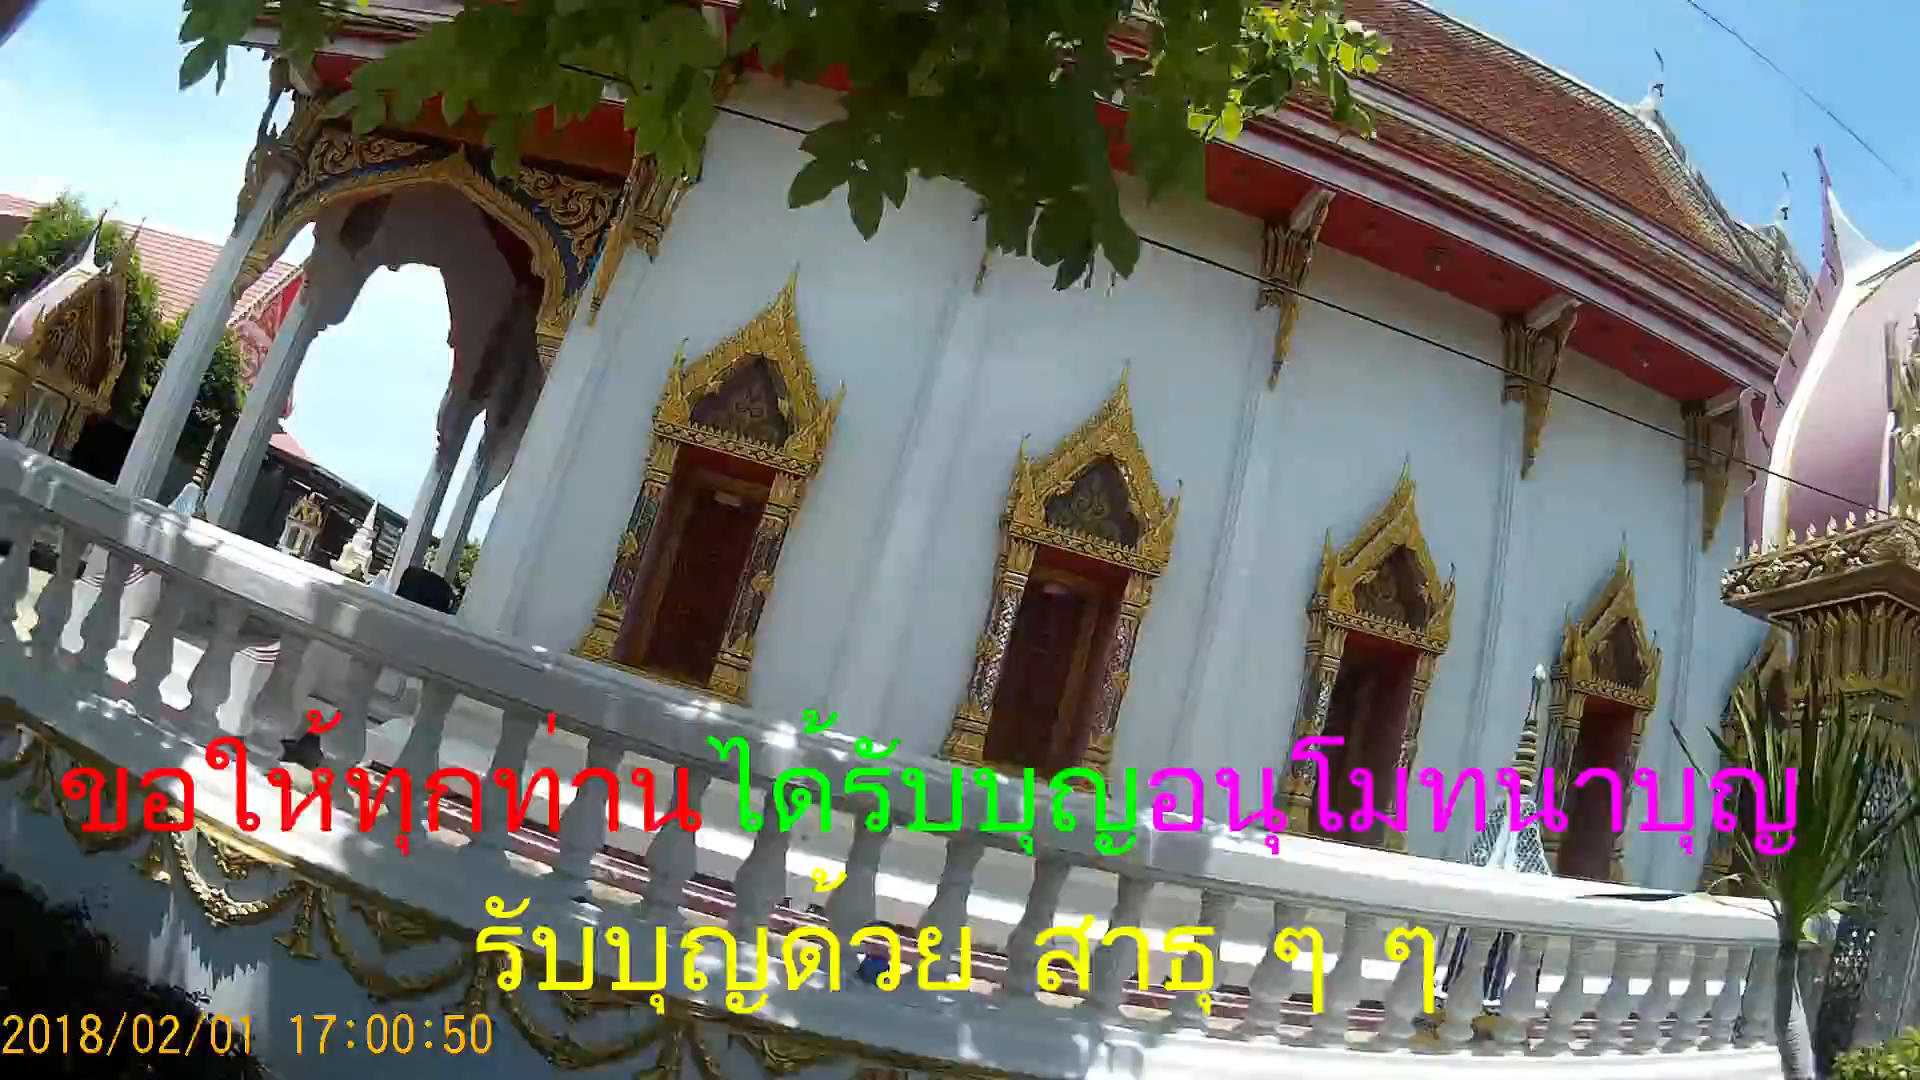 ขอให้ทุกท่าน ได้รับบุญอนุโมทนาบุญ
รับบุญด้วย สาธุ ๆ ๆ
2018/02/01 17:00:50